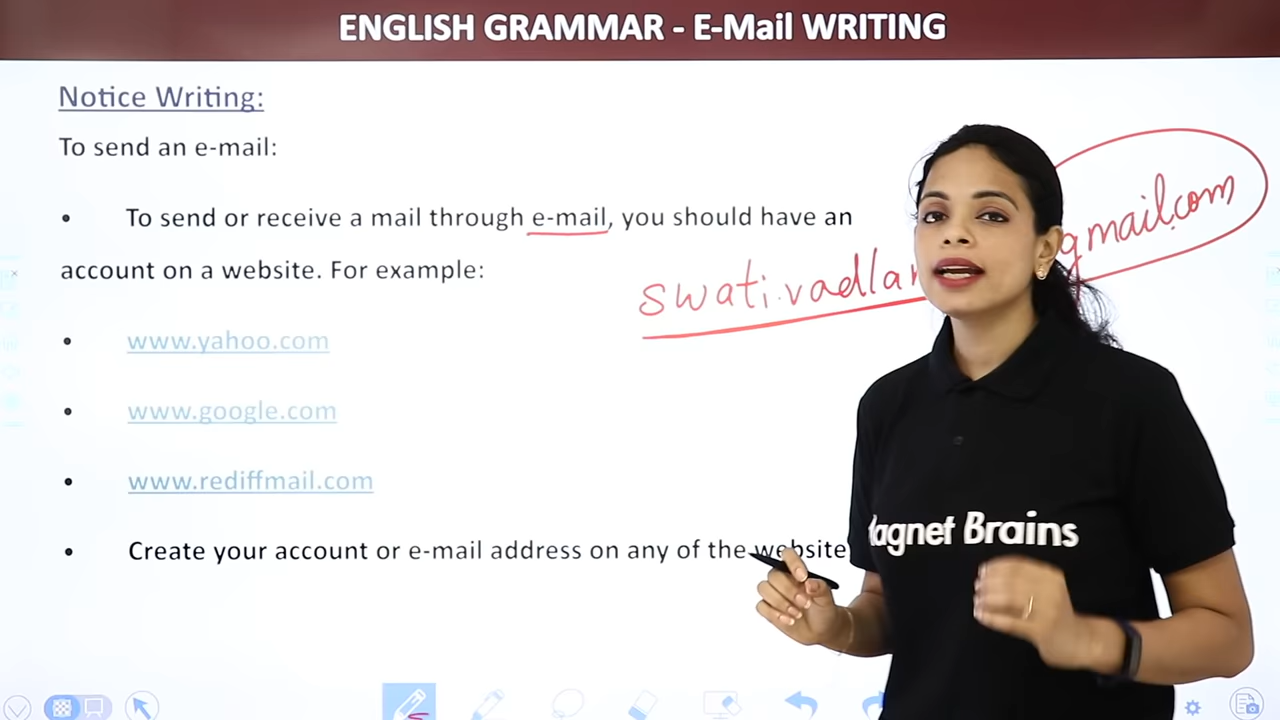 ENGLISH GRAMMAR - E-Mail WRITING
Notice Writing:
To send an e-mail:
• To send or receive a mail through e-mail, you should have an
account on a website. For example:
gmail.com
swati.vadla
• www.yahoo.com
• www.google.com
• www.rediffmail.com
• Create your account or e-mail address on any of the website
agnet Brains